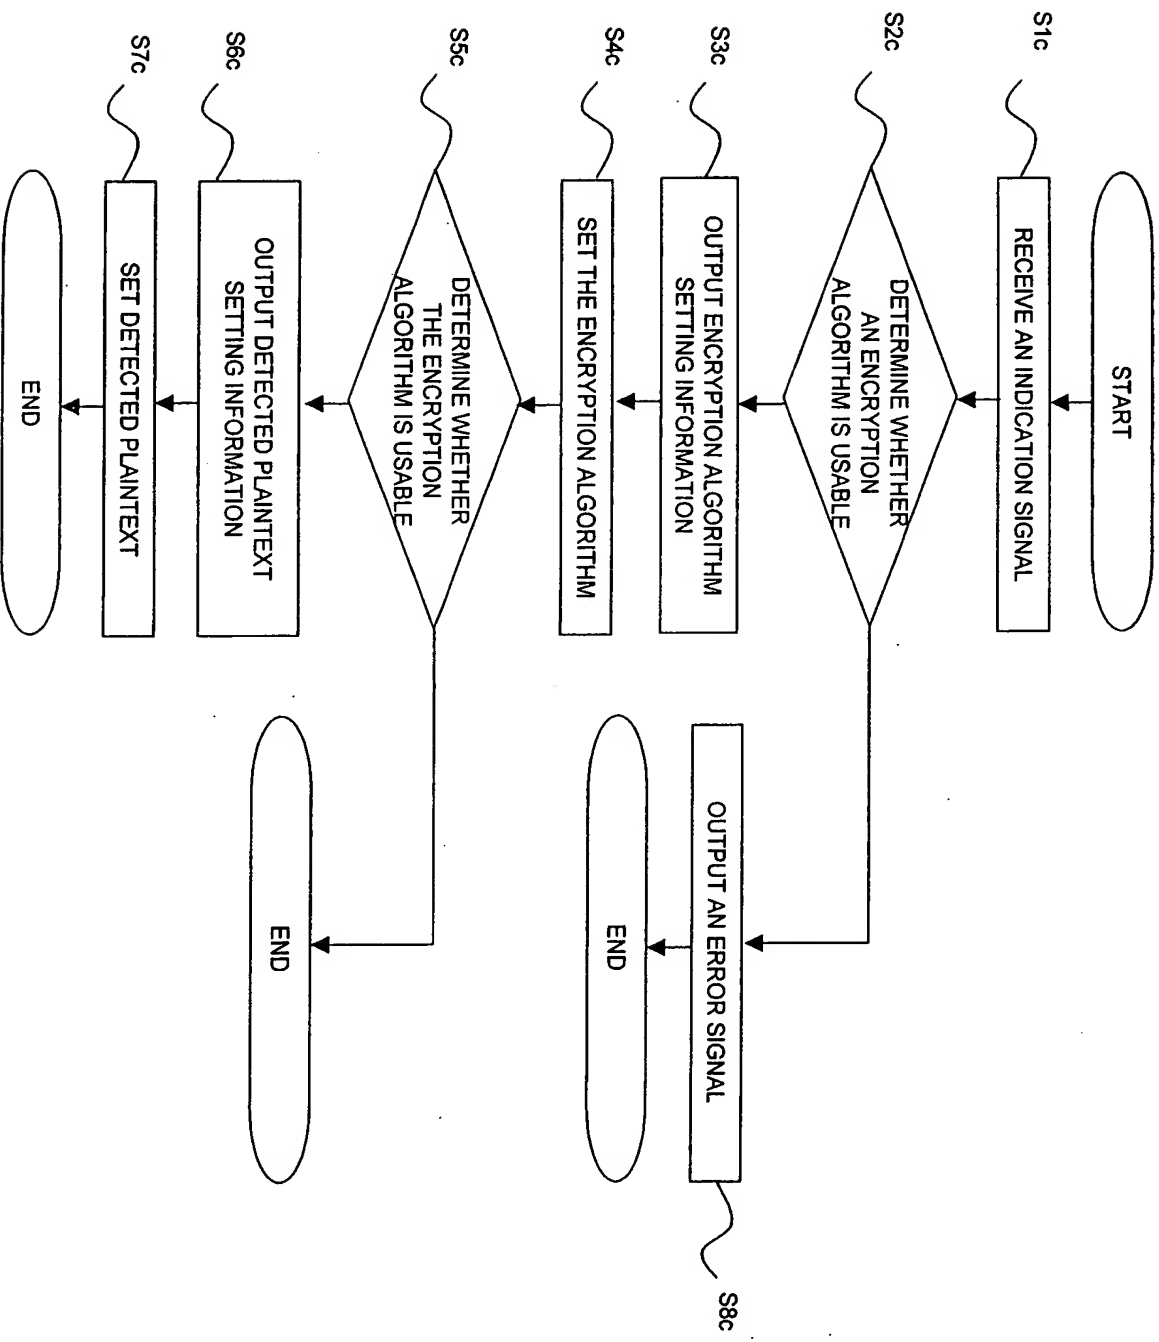 START
S1c
RECEIVE AN INDICATION SIGNAL
S2c
DETERMINE WHETHER
AN ENCRYPTION
ALGORITHM IS USABLE
S3c
OUTPUT ENCRYPTION ALGORITHM
SETTING INFORMATION
OUTPUT AN ERROR SIGNAL
S8c
S4c
SET THE ENCRYPTION ALGORITHM
END
S5c
DETERMINE WHETHER
THE ENCRYPTION
ALGORITHM IS USABLE
S6c
OUTPUT DETECTED PLAINTEXT
SETTING INFORMATION
END
S7c
SET DETECTED PLAINTEXT
END